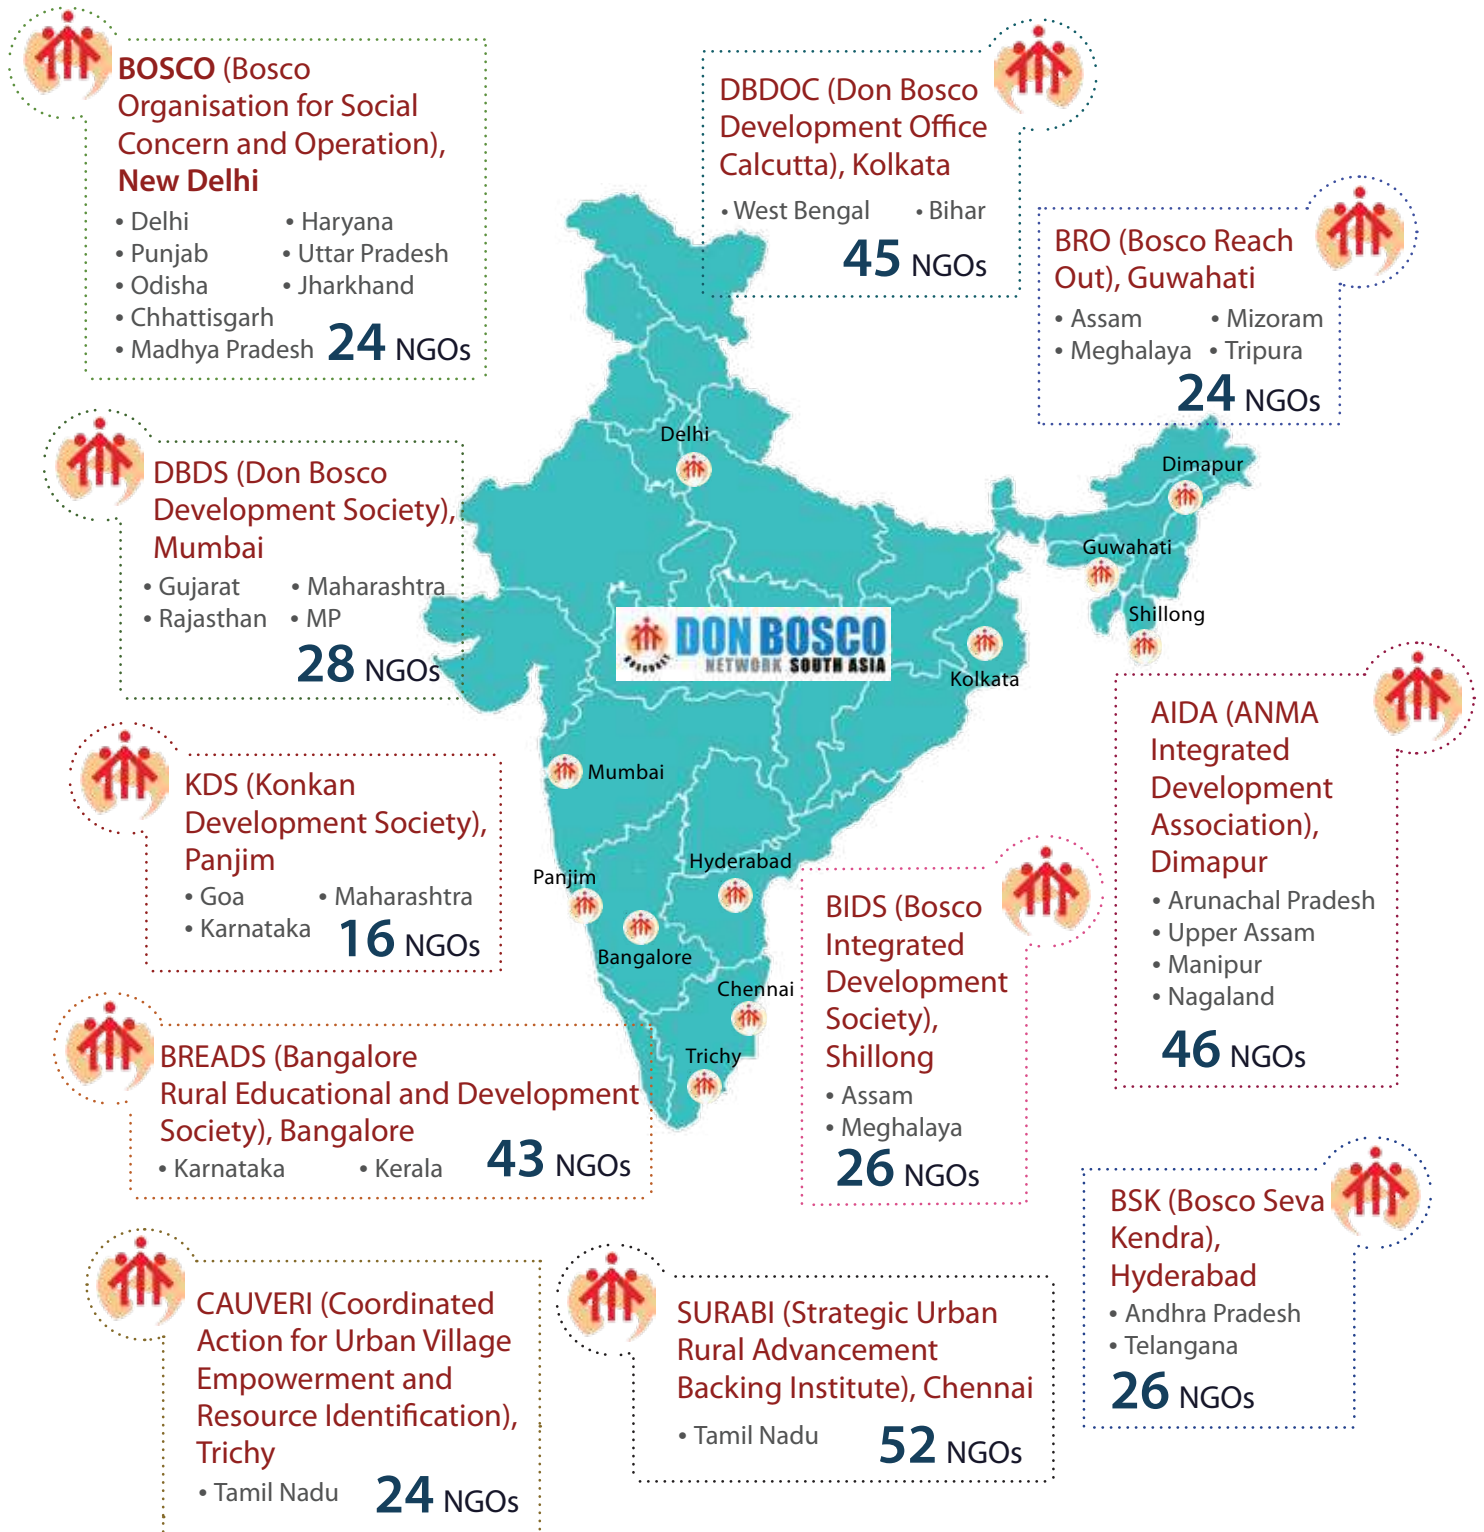 BOSCO (Bosco
Organisation for Social
Concern and Operation),
New Delhi
• Delhi • Haryana
• Punjab • Uttar Pradesh
• Odisha • Jharkhand
• Chhattisgarh
• Madhya Pradesh 24 NGOs
DBDOC (Don Bosco
Development Office
Calcutta), Kolkata
• West Bengal • Bihar
45 NGOs
BRO (Bosco Reach
Out), Guwahati
• Assam • Mizoram
• Meghalaya • Tripura
24 NGOs
DBDS (Don Bosco
Development Society),
Mumbai
• Gujarat • Maharashtra
• Rajasthan • MP
28 NGOs
Delhi
Dimapur
Guwahati
Shillong
DON BOSCO
NETWORK SOUTH ASIA
Kolkata
Mumbai
Hyderabad
Panjim
Bangalore
Chennai
Trichy
KDS (Konkan
Development Society),
Panjim
• Goa • Maharashtra
• Karnataka 16 NGOs
AIDA (ANMA
Integrated
Development
Association),
Dimapur
• Arunachal Pradesh
• Upper Assam
• Manipur
• Nagaland
46 NGOs
BIDS (Bosco
Integrated
Development
Society),
Shillong
• Assam
• Meghalaya
26 NGOs
BREADS (Bangalore
Rural Educational and Development
Society), Bangalore
• Karnataka • Kerala 43 NGOs
BSK (Bosco Seva
Kendra),
Hyderabad
• Andhra Pradesh
• Telangana
26 NGOs
CAUVERI (Coordinated
Action for Urban Village
Empowerment and
Resource Identification),
Trichy
• Tamil Nadu 24 NGOs
SURABI (Strategic Urban
Rural Advancement
Backing Institute), Chennai
• Tamil Nadu 52 NGOs